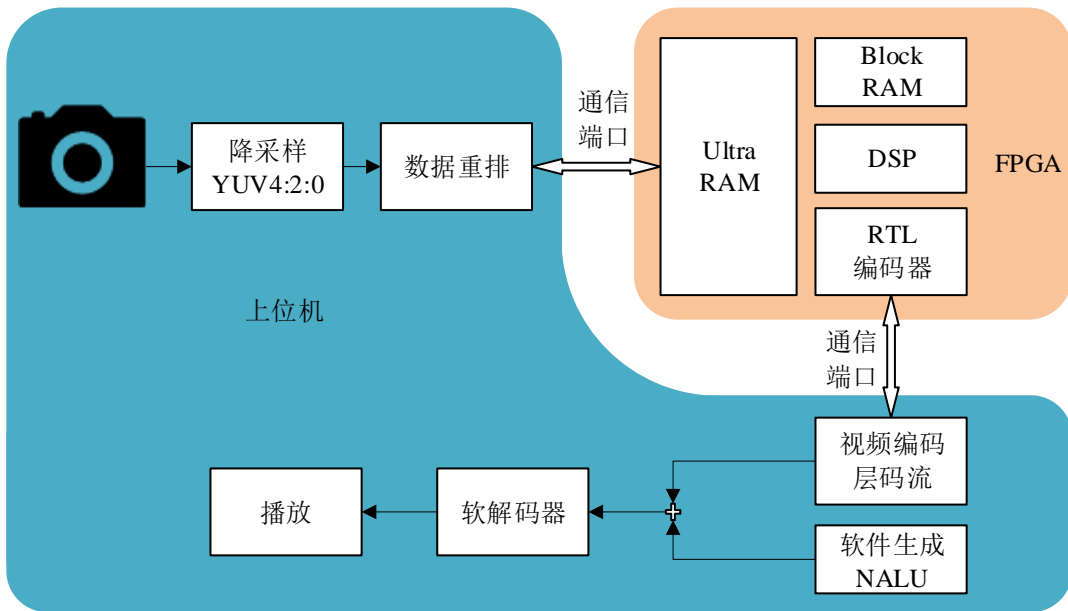 通信
端口
降采样
YUV4:2:0
数据重排
Ultra
RAM
Block
RAM
DSP
RTL
编码器
FPGA
上位机
通信
端口
视频编码
层码流
软件生成
NALU
软解码器
播放